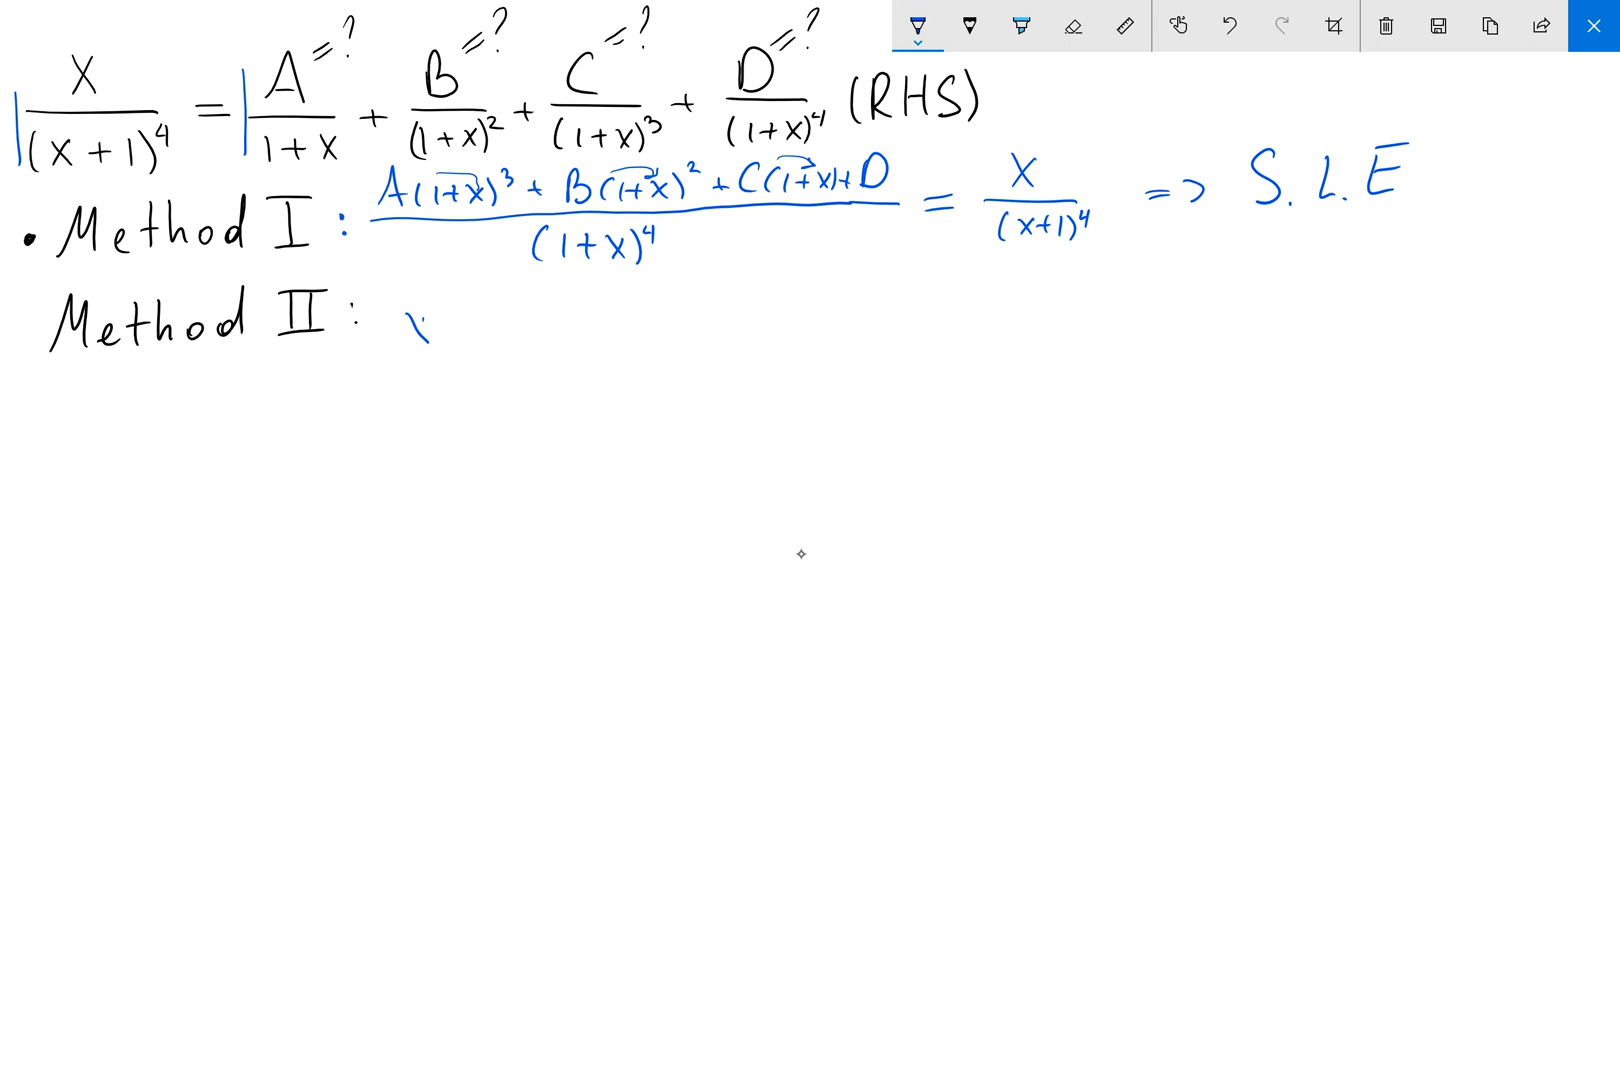 x/(x+1)^4 = A=?/(1+x) + B=?/(1+x)^2 + C=?/(1+x)^3 + D=?/(1+x)^4 (RHS)
• Method I : (A(1+x)^3 + B(1+x)^2 + C(1+x)+D)/(1+x)^4 = x/(x+1)^4 => S.L.E
Method II :